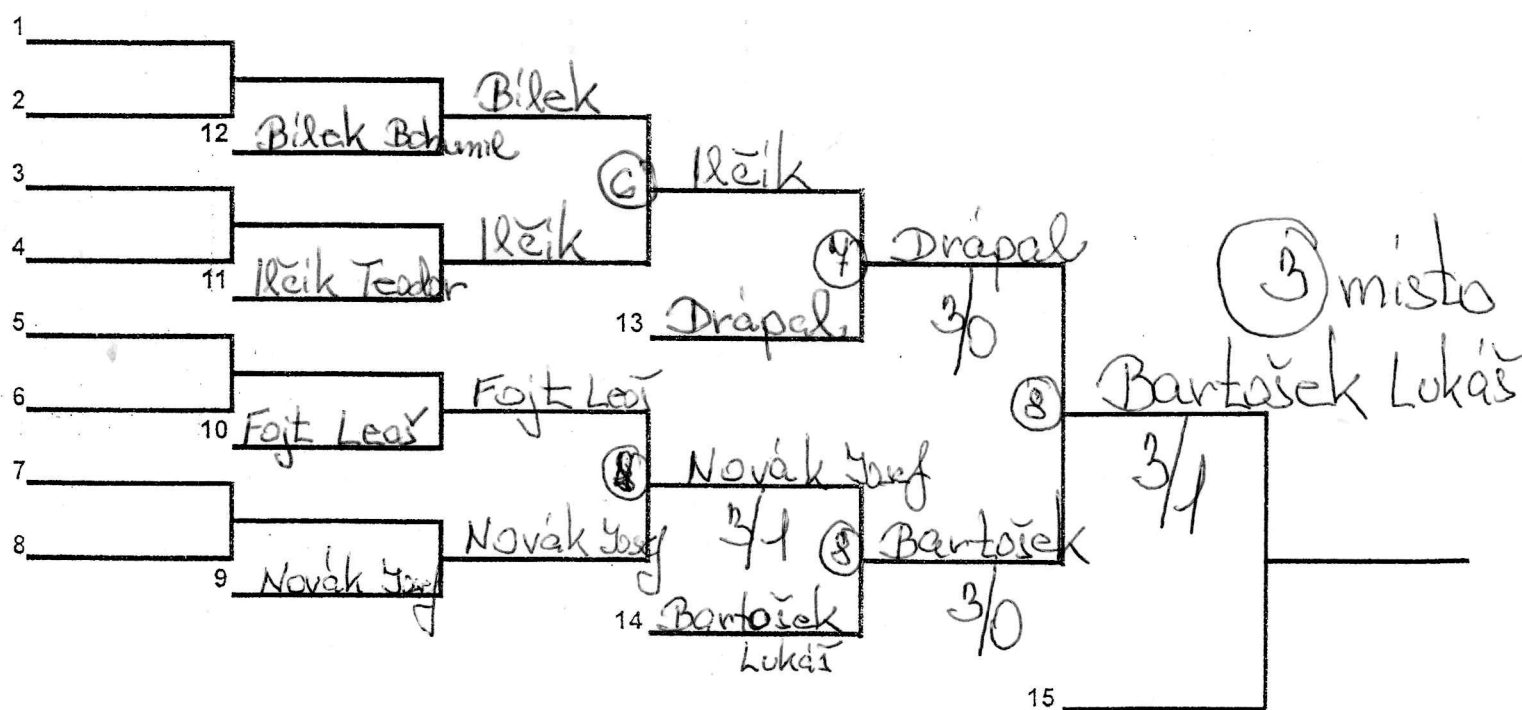 1
2
12 Bílek Bohumil
Bílek
3
4
11 Ilčík Teodor
Ilčík
6 Ilčík
13 Drápal
7 Drápal
3/0
5
6
10 Fojt Leoš
Fojt Leoš
7
8
9 Novák Josef
Novák Josef
Novák Josef
3/1
14 Bartošek
Lukáš
8 Bartošek
3/0
8
3 místo
Bartošek Lukáš
3/1
15